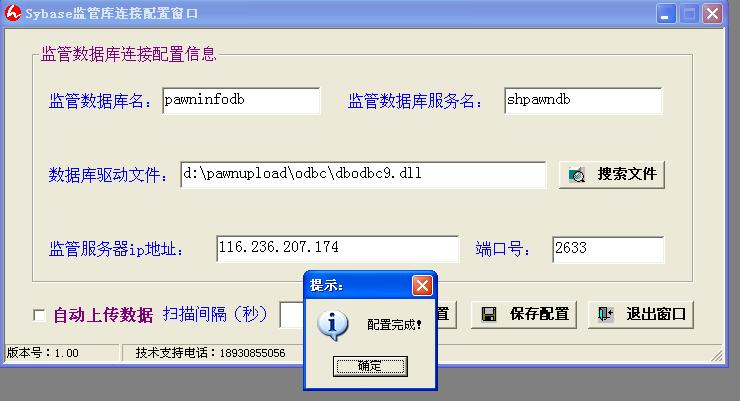 Sybase监管库连接配置窗口
监管数据库连接配置信息
监管数据库名： pawninfodb 监管数据库服务名： shpawndb
数据库驱动文件： d:\pawnupload\odbc\dbodbc9.dll 搜索文件
监管服务器ip地址： 116.236.207.174 端口号： 2633
提示：
自动上传数据 扫描间隔（秒） 置 保存配置 退出窗口
配置完成！
版本号：1.00 技术支持电话：18930855056
确定